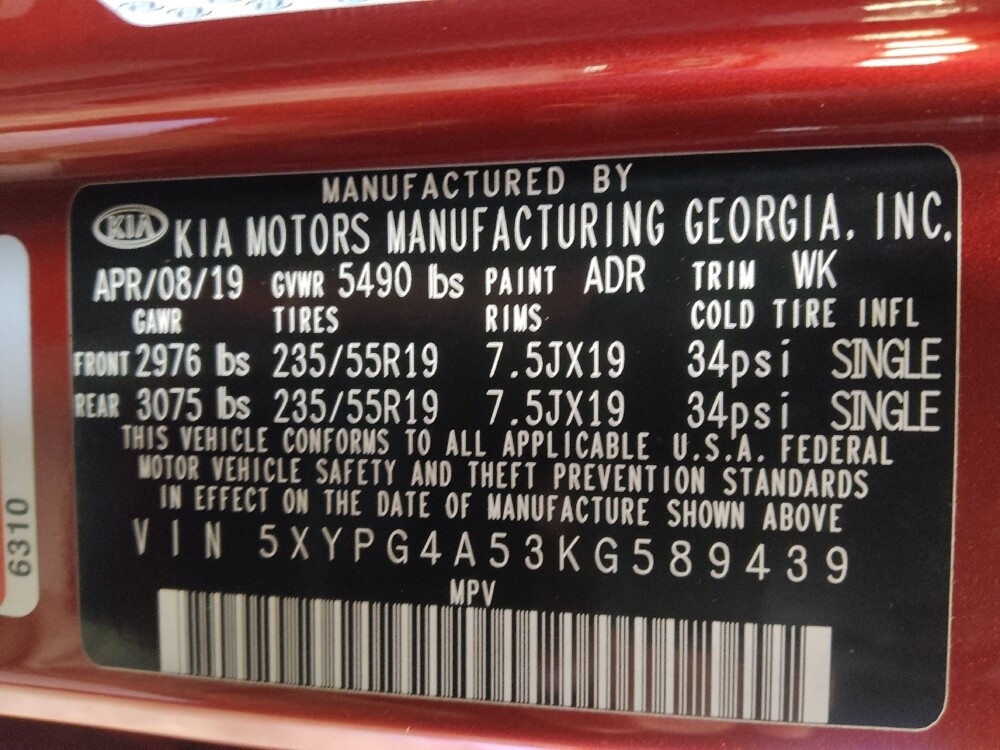 MANUFACTURED BY
KIA KIA MOTORS MANUFACTURING GEORGIA, INC.
APR/08/19 GVWR 5490 lbs PAINT ADR TRIM WK
GAWR TIRES RIMS COLD TIRE INFL
FRONT 2976 lbs 235/55R19 7.5JX19 34psi SINGLE
REAR 3075 lbs 235/55R19 7.5JX19 34psi SINGLE
THIS VEHICLE CONFORMS TO ALL APPLICABLE U.S.A. FEDERAL
MOTOR VEHICLE SAFETY AND THEFT PREVENTION STANDARDS
IN EFFECT ON THE DATE OF MANUFACTURE SHOWN ABOVE
VIN 5XYPG4A53KG589439
MPV
6310